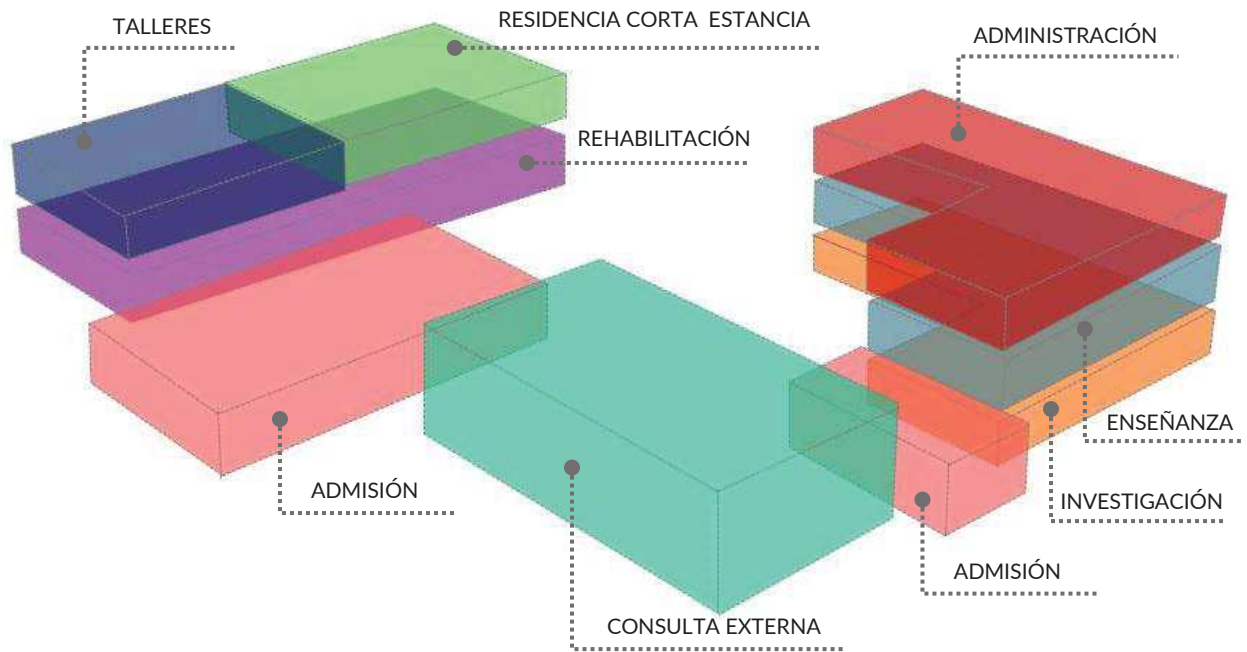 TALLERES
RESIDENCIA CORTA ESTANCIA
ADMINISTRACIÓN
REHABILITACIÓN
ENSEÑANZA
ADMISIÓN
INVESTIGACIÓN
ADMISIÓN
CONSULTA EXTERNA